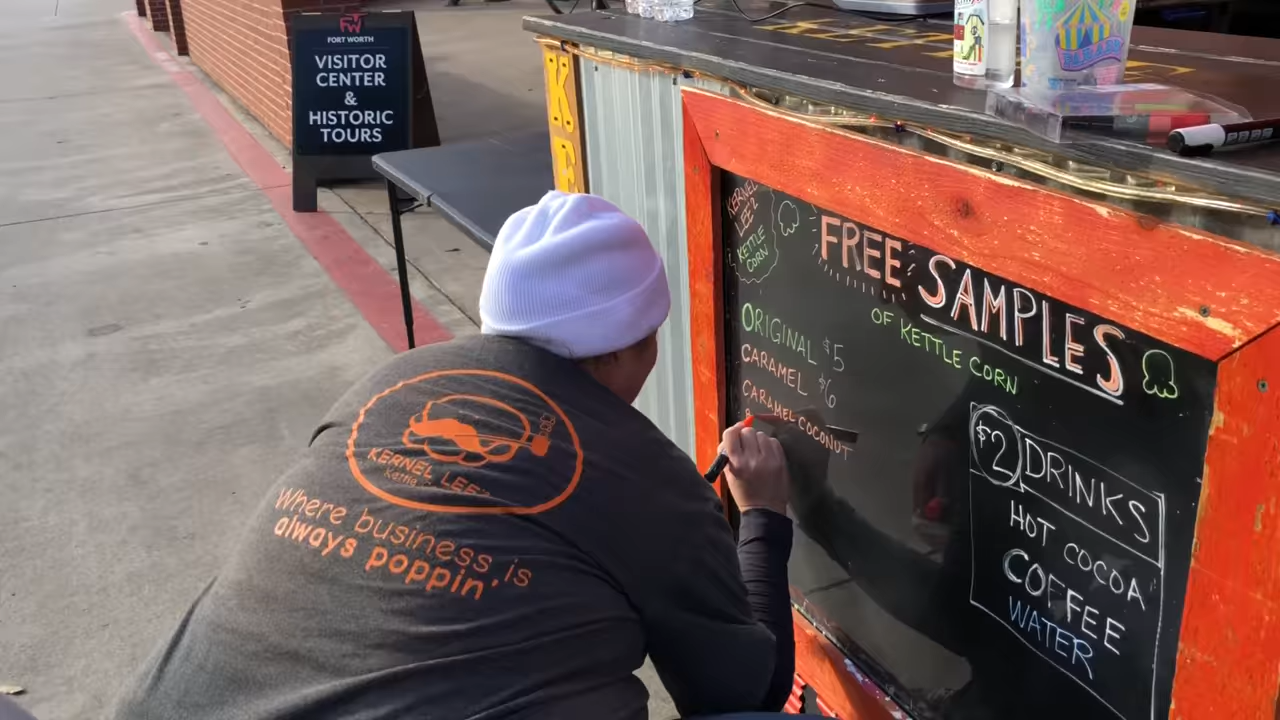 FORT WORTH
VISITOR
CENTER
&
HISTORIC
TOURS
KE
KERNEL
LEE'Z
KETTLE
CORN
FREE SAMPLES
OF KETTLE CORN
ORIGINAL $5
CARAMEL $6
CARAMEL COCONUT
$2 DRINKS
HOT COCOA
COFFEE
WATER
KERNEL LEE'Z
Where business is
always poppin'